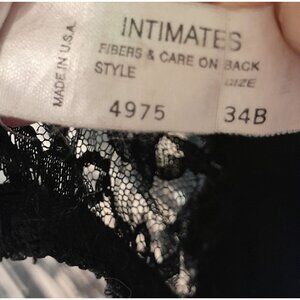 MADE IN U.S.A.
INTIMATES
FIBERS & CARE ON BACK
STYLE SIZE
4975 34B